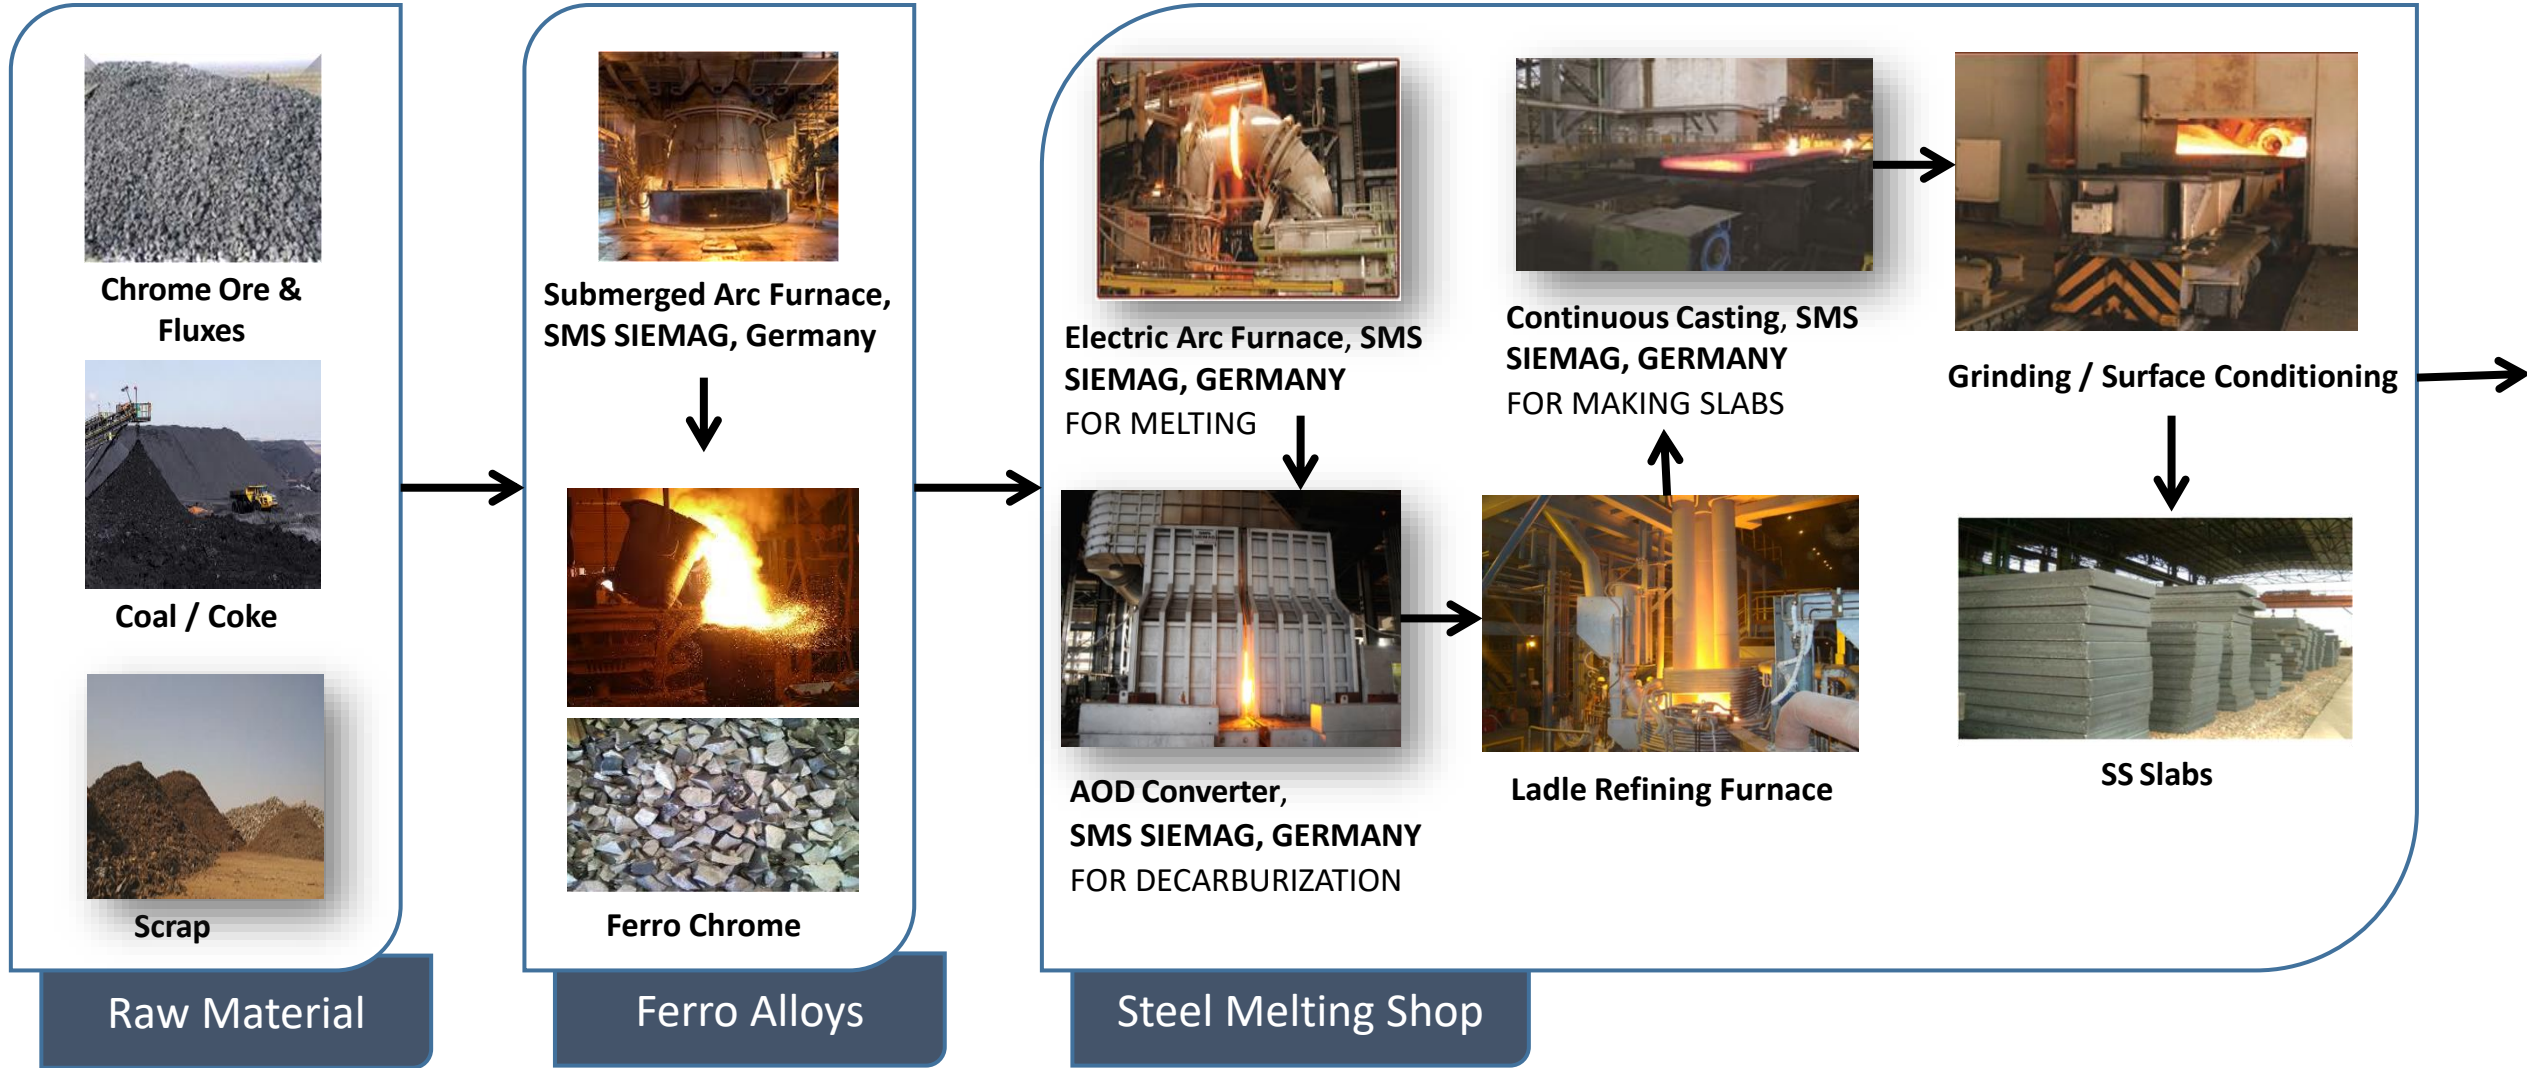 Chrome Ore &
Fluxes
Coal / Coke
Scrap
Raw Material
Submerged Arc Furnace,
SMS SIEMAG, Germany
Ferro Chrome
Ferro Alloys
Electric Arc Furnace, SMS
SIEMAG, GERMANY
FOR MELTING
AOD Converter,
SMS SIEMAG, GERMANY
FOR DECARBURIZATION
Ladle Refining Furnace
Continuous Casting, SMS
SIEMAG, GERMANY
FOR MAKING SLABS
Grinding / Surface Conditioning
SS Slabs
Steel Melting Shop